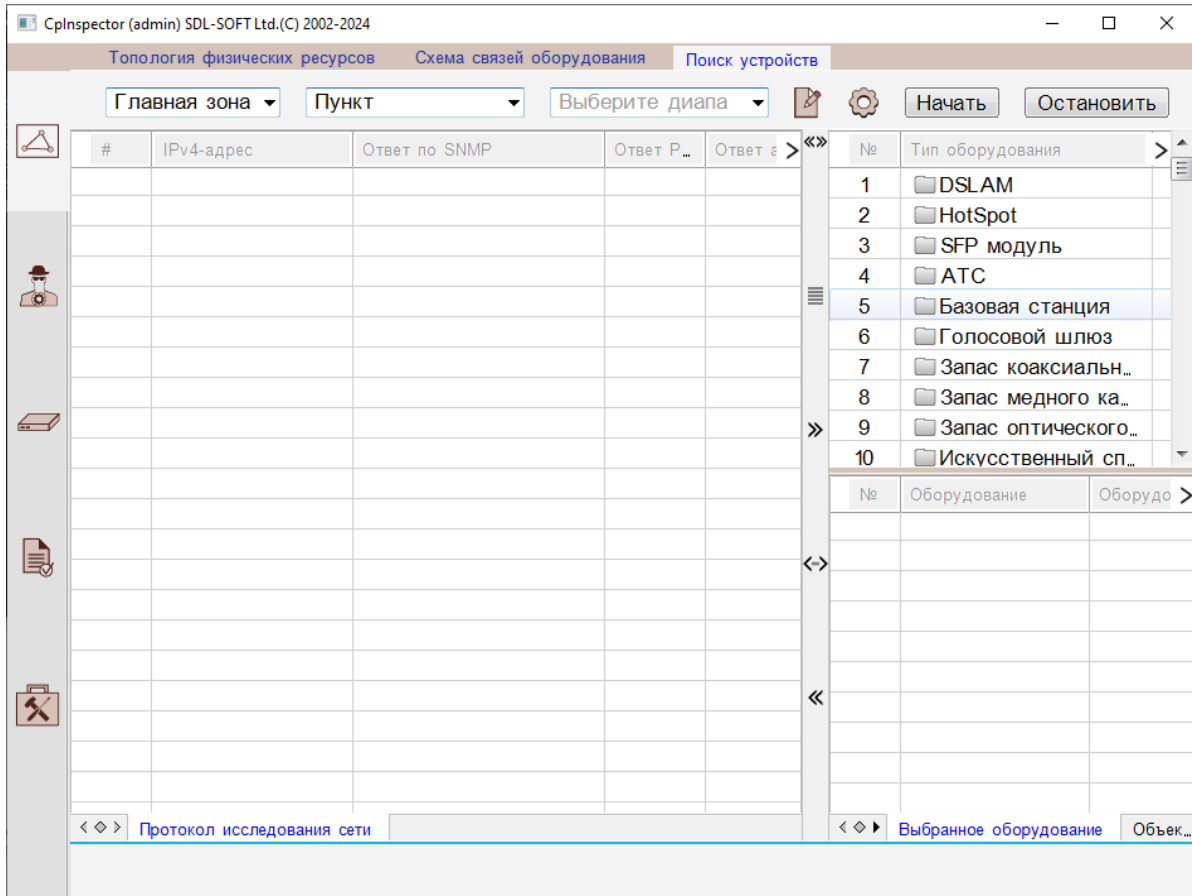 CpInspector (admin) SDL-SOFT Ltd.(C) 2002-2024
Топология физических ресурсов Схема связей оборудования Поиск устройств
Главная зона Пункт Выберите диапа Начать Остановить
# IPv4-адрес Ответ по SNMP Ответ P... Ответ а
№ Тип оборудования
1 DSLAM
2 HotSpot
3 SFP модуль
4 АТС
5 Базовая станция
6 Голосовой шлюз
7 Запас коаксиальн...
8 Запас медного ка...
9 Запас оптического...
10 Искусственный сп...
№ Оборудование Оборудо
Протокол исследования сети
Выбранное оборудование Объек...